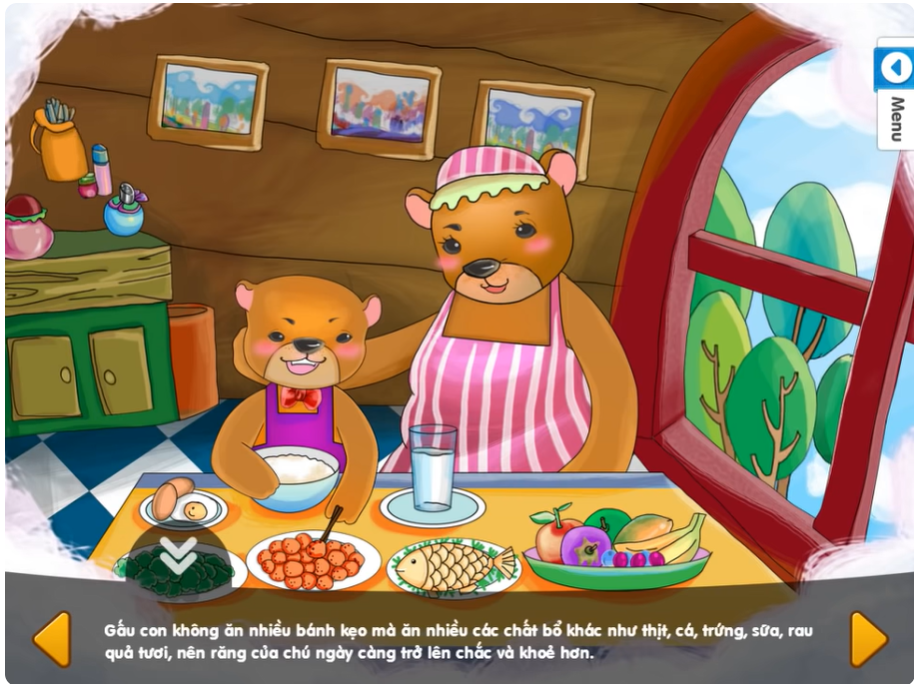 Menu
Gấu con không ăn nhiều bánh kẹo mà ăn nhiều các chất bổ khác như thịt, cá, trứng, sữa, rau
quả tươi, nên răng của chú ngày càng trở lên chắc và khoẻ hơn.